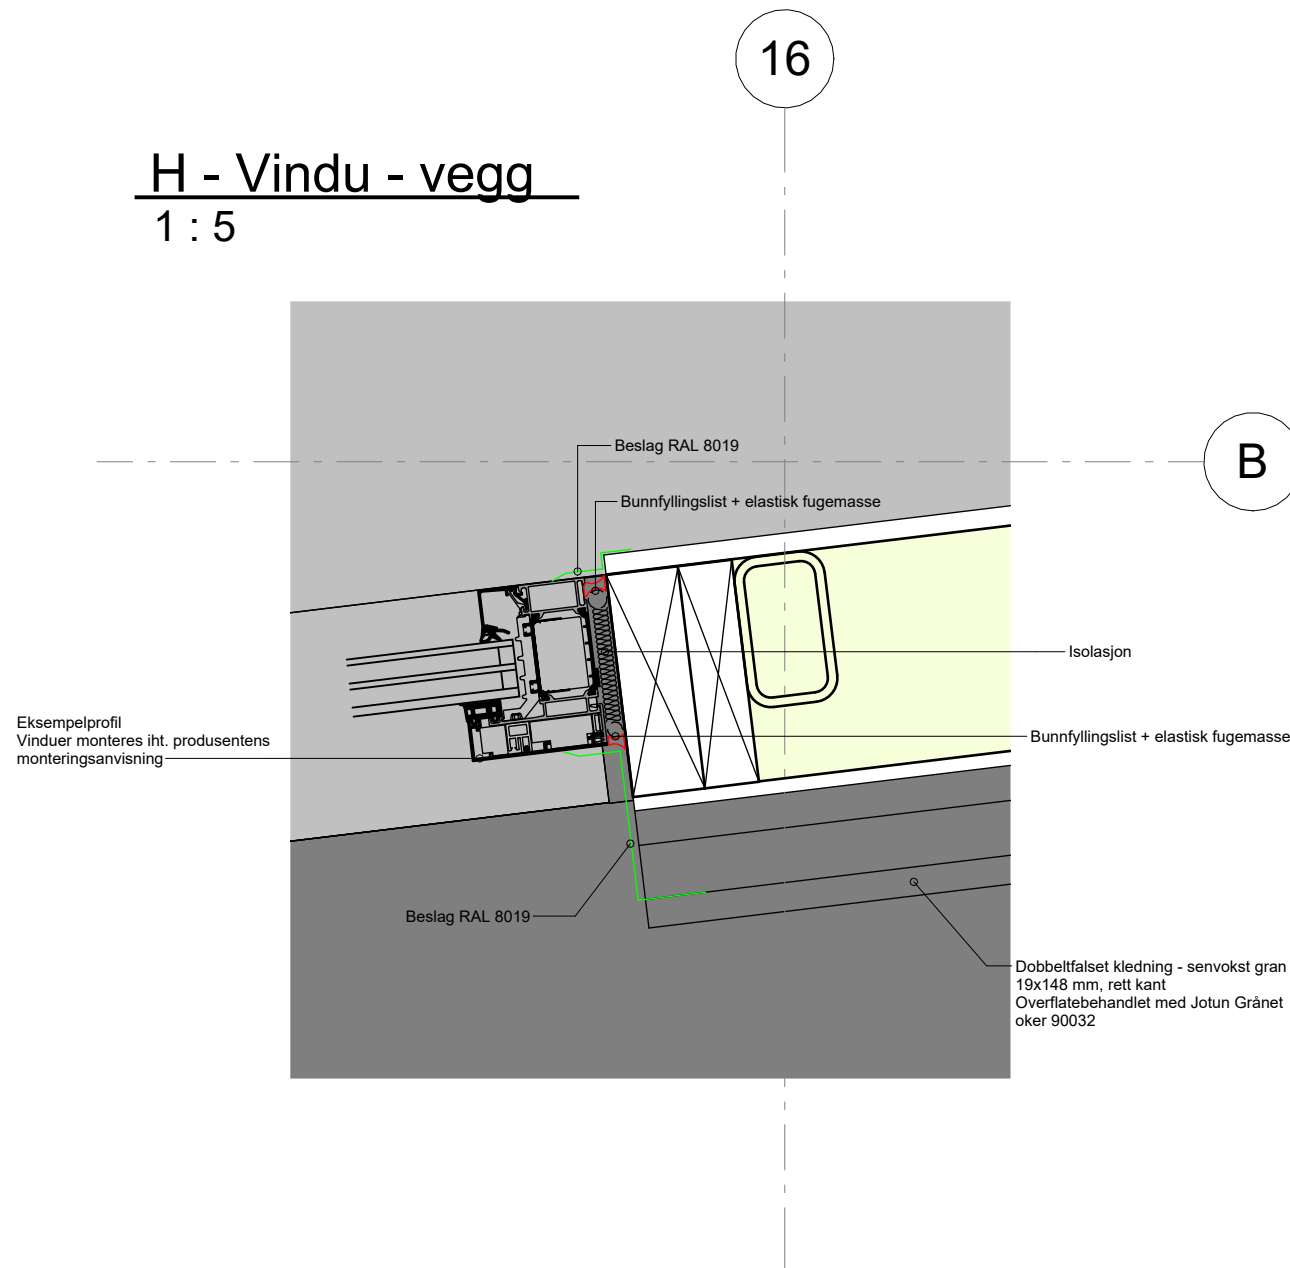 16
H - Vindu - vegg
1 : 5
Beslag RAL 8019
B
Bunnfyllingslist + elastisk fugemasse
Isolasjon
Eksempelprofil
Vinduer monteres iht. produsentens
monteringsanvisning
Bunnfyllingslist + elastisk fugemasse
Beslag RAL 8019
Dobbeltfalset kledning - senvokst gran
19x148 mm, rett kant
Overflatebehandlet med Jotun Grånet
oker 90032